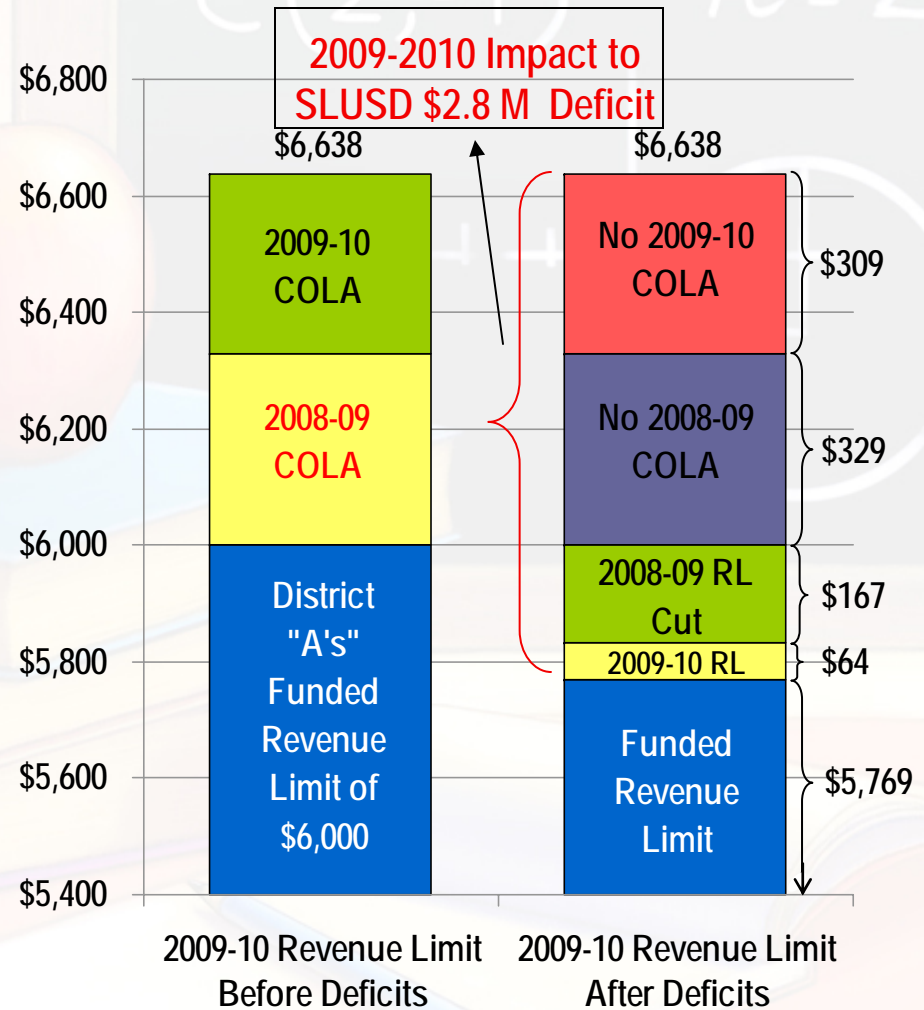 2009-2010 Impact to
SLUSD $2.8 M Deficit
$6,800
$6,600
$6,400
$6,200
$6,000
$5,800
$5,600
$5,400
$6,638
2009-10
COLA
2008-09
COLA
District
"A's"
Funded
Revenue
Limit of
$6,000
$6,638
No 2009-10
COLA
No 2008-09
COLA
2008-09 RL
Cut
2009-10 RL
Funded
Revenue
Limit
$309
$329
$167
$64
$5,769
2009-10 Revenue Limit
Before Deficits
2009-10 Revenue Limit
After Deficits